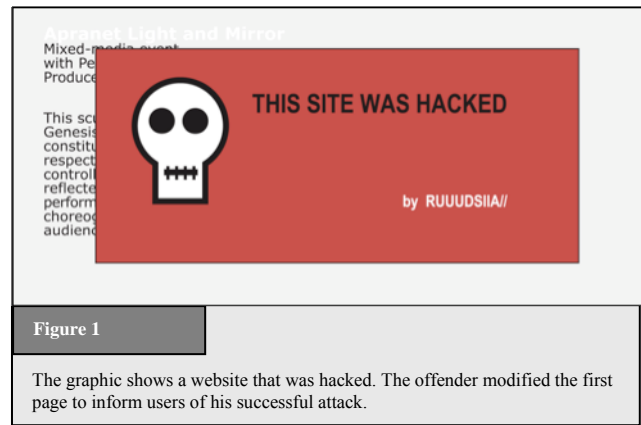 Apranet Light and Mirror
Mixed-media event
with Pe
Produce
This scu
Genesis
constitu
respect
controll
reflecte
perform
choreog
audienc
THIS SITE WAS HACKED
by RUUUDSIIA//
Figure 1
The graphic shows a website that was hacked. The offender modified the first
page to inform users of his successful attack.